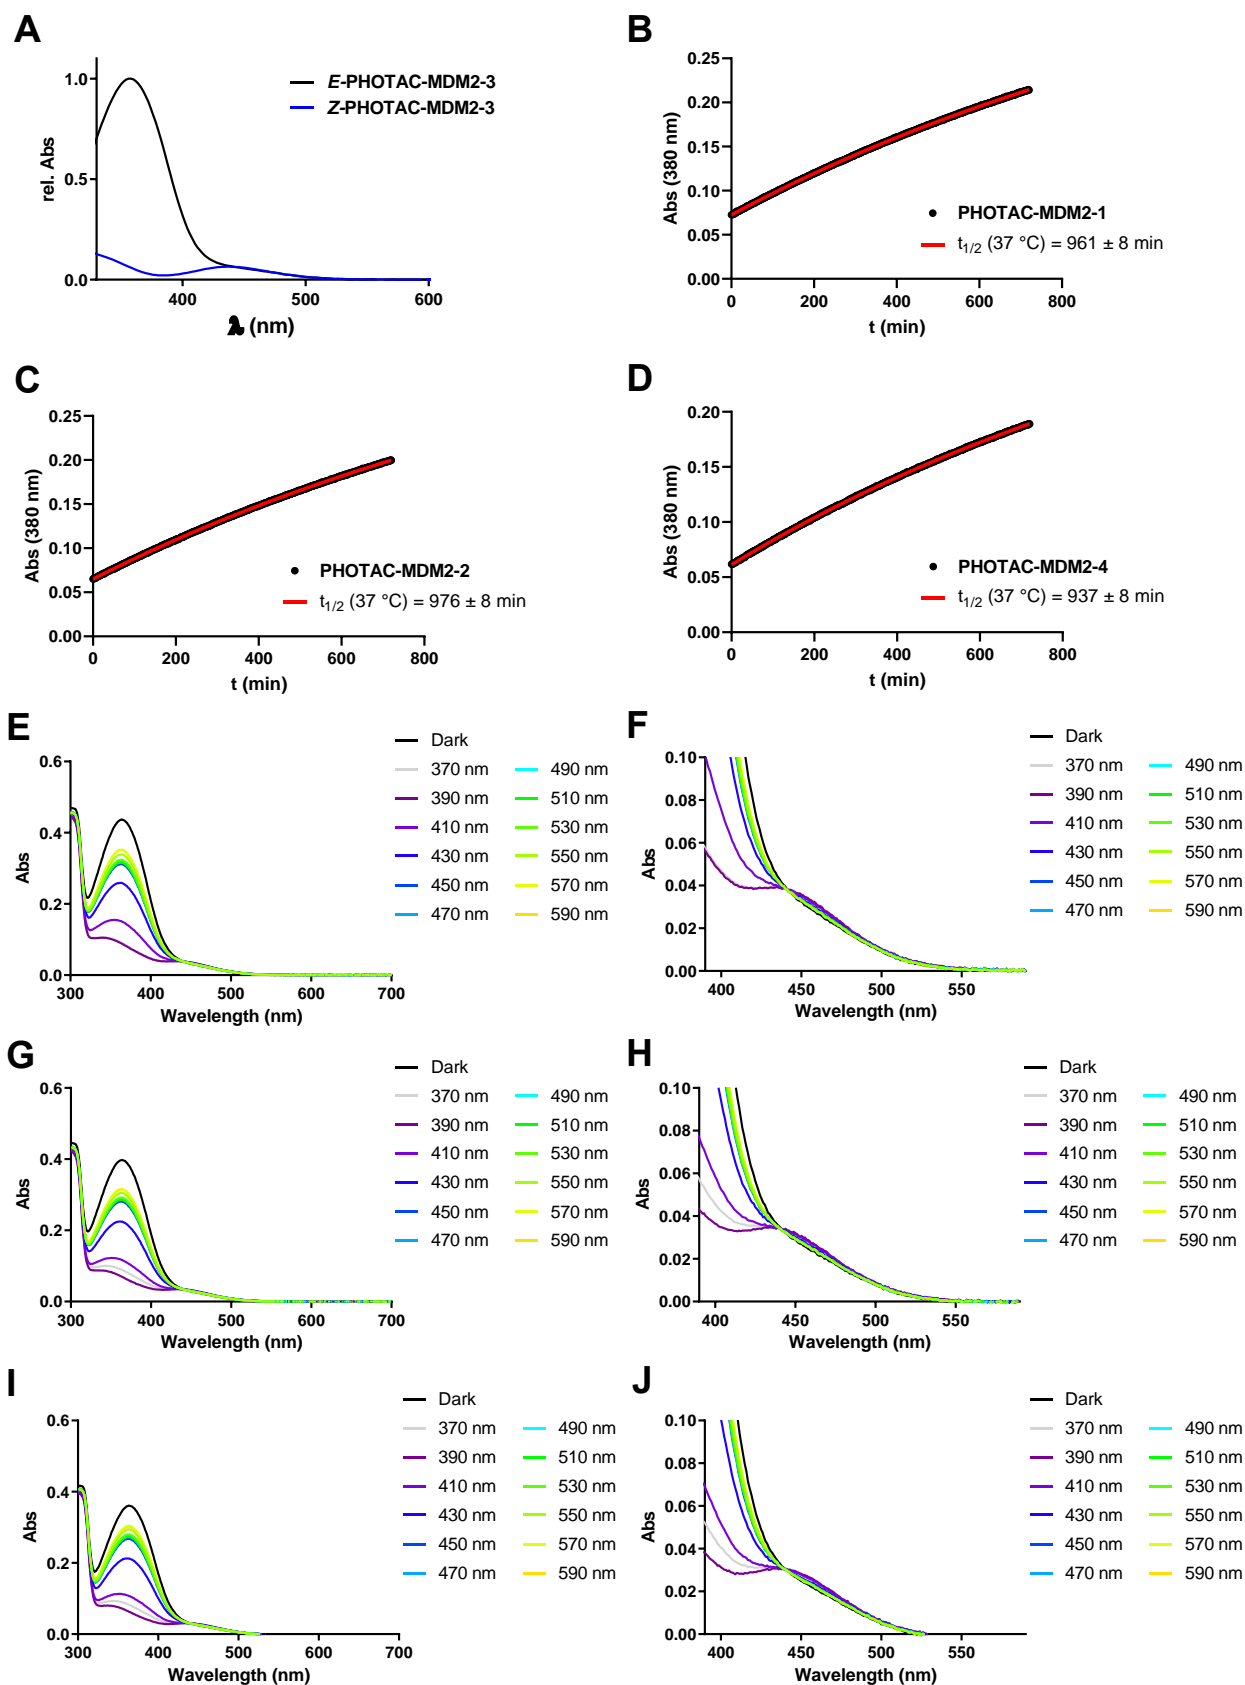 A
1.0
0.5
0.0
rel. Abs
400
500
600
λ (nm)
E-PHOTAC-MDM2-3
Z-PHOTAC-MDM2-3
B
0.25
0.20
0.15
0.10
0.05
0.00
Abs (380 nm)
0
200
400
600
800
t (min)
PHOTAC-MDM2-1
t1/2 (37 °C) = 961 ± 8 min
C
0.25
0.20
0.15
0.10
0.05
0.00
Abs (380 nm)
0
200
400
600
800
t (min)
PHOTAC-MDM2-2
t1/2 (37 °C) = 976 ± 8 min
D
0.20
0.15
0.10
0.05
0.00
Abs (380 nm)
0
200
400
600
800
t (min)
PHOTAC-MDM2-4
t1/2 (37 °C) = 937 ± 8 min
E
0.6
0.4
0.2
0.0
Abs
300
400
500
600
700
Wavelength (nm)
Dark
370 nm
390 nm
410 nm
430 nm
450 nm
470 nm
490 nm
510 nm
530 nm
550 nm
570 nm
590 nm
F
0.10
0.08
0.06
0.04
0.02
0.00
Abs
400
450
500
550
Wavelength (nm)
Dark
370 nm
390 nm
410 nm
430 nm
450 nm
470 nm
490 nm
510 nm
530 nm
550 nm
570 nm
590 nm
G
0.6
0.4
0.2
0.0
Abs
300
400
500
600
700
Wavelength (nm)
Dark
370 nm
390 nm
410 nm
430 nm
450 nm
470 nm
490 nm
510 nm
530 nm
550 nm
570 nm
590 nm
H
0.10
0.08
0.06
0.04
0.02
0.00
Abs
400
450
500
550
Wavelength (nm)
Dark
370 nm
390 nm
410 nm
430 nm
450 nm
470 nm
490 nm
510 nm
530 nm
550 nm
570 nm
590 nm
I
0.6
0.4
0.2
0.0
Abs
300
400
500
600
700
Wavelength (nm)
Dark
370 nm
390 nm
410 nm
430 nm
450 nm
470 nm
490 nm
510 nm
530 nm
550 nm
570 nm
590 nm
J
0.10
0.08
0.06
0.04
0.02
0.00
Abs
400
450
500
550
Wavelength (nm)
Dark
370 nm
390 nm
410 nm
430 nm
450 nm
470 nm
490 nm
510 nm
530 nm
550 nm
570 nm
590 nm